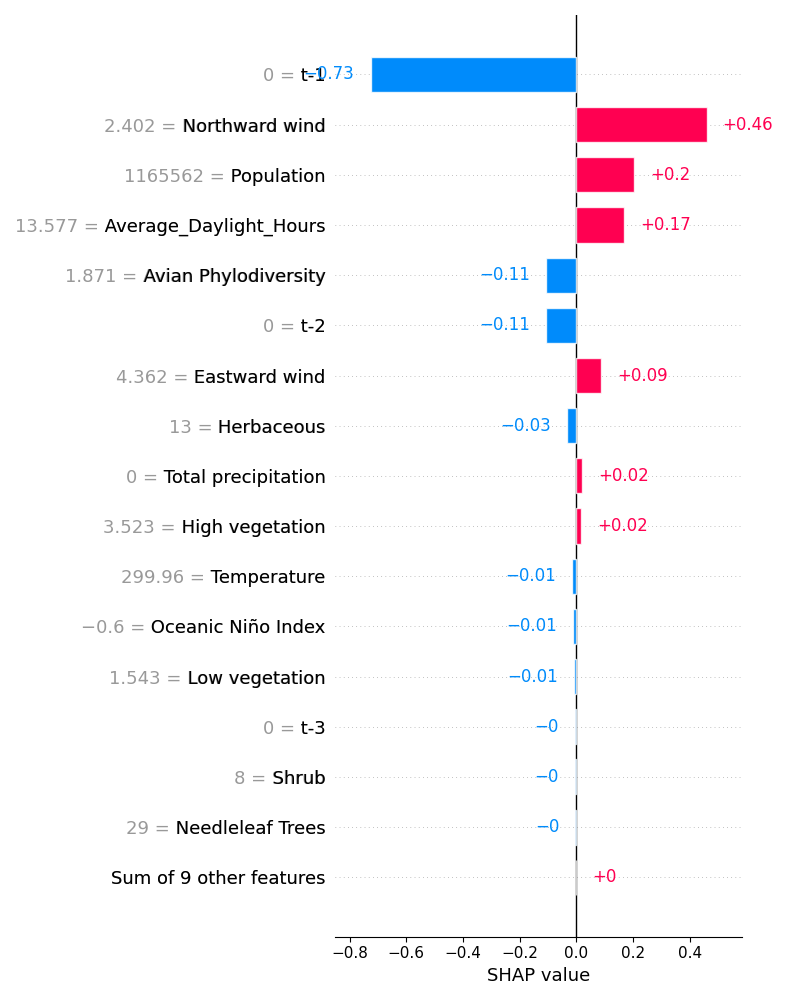 0 = t-1 −0.73
2.402 = Northward wind +0.46
1165562 = Population +0.2
13.577 = Average_Daylight_Hours +0.17
1.871 = Avian Phylodiversity −0.11
0 = t-2 −0.11
4.362 = Eastward wind +0.09
13 = Herbaceous −0.03
0 = Total precipitation +0.02
3.523 = High vegetation +0.02
299.96 = Temperature −0.01
−0.6 = Oceanic Niño Index −0.01
1.543 = Low vegetation −0.01
0 = t-3 −0
8 = Shrub −0
29 = Needleleaf Trees −0
Sum of 9 other features +0
−0.8 −0.6 −0.4 −0.2 0.0 0.2 0.4
SHAP value